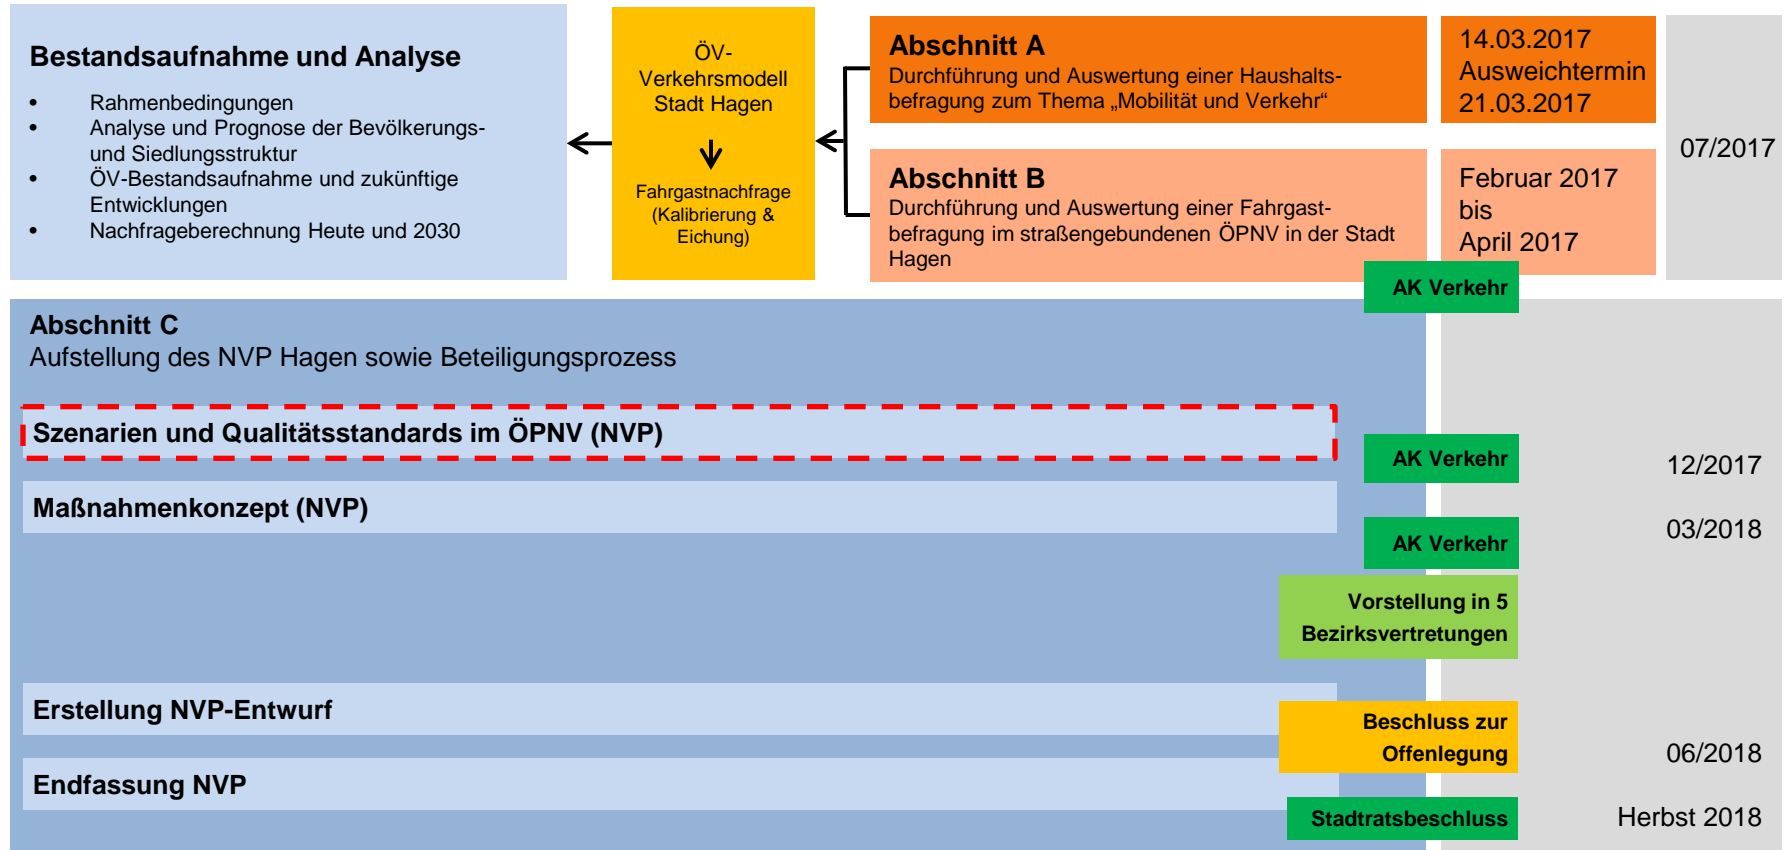 Bestandsaufnahme und Analyse
• Rahmenbedingungen
• Analyse und Prognose der Bevölkerungs-
und Siedlungsstruktur
• ÖV-Bestandsaufnahme und zukünftige
Entwicklungen
• Nachfrageberechnung Heute und 2030
ÖV-
Verkehrsmodell
Stadt Hagen
Fahrgastnachfrage
(Kalibrierung &
Eichung)
Abschnitt A
Durchführung und Auswertung einer Haushalts-
befragung zum Thema „Mobilität und Verkehr“
14.03.2017
Ausweichtermin
21.03.2017
Abschnitt B
Durchführung und Auswertung einer Fahrgast-
befragung im straßengebundenen ÖPNV in der Stadt
Hagen
Februar 2017
bis
April 2017
07/2017
AK Verkehr
Abschnitt C
Aufstellung des NVP Hagen sowie Beteiligungsprozess
Szenarien und Qualitätsstandards im ÖPNV (NVP)
AK Verkehr
12/2017
Maßnahmenkonzept (NVP)
AK Verkehr
03/2018
Vorstellung in 5
Bezirksvertretungen
Erstellung NVP-Entwurf
Beschluss zur
Offenlegung
06/2018
Endfassung NVP
Stadtratsbeschluss
Herbst 2018